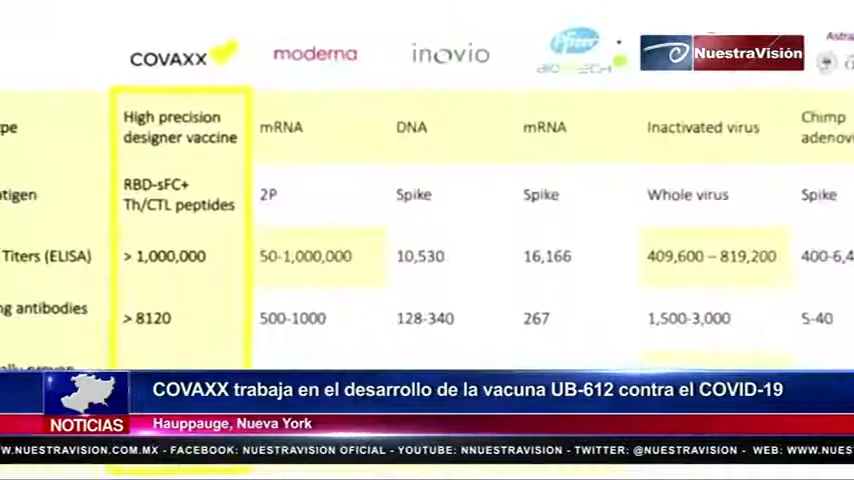 COVAXX
moderna
inovio
Pfizer
BIONTECH
NuestraVisión
High precision
designer vaccine
mRNA
DNA
mRNA
Inactivated virus
Chimp
RBD-sFC+
Th/CTL peptides
2P
Spike
Spike
Whole virus
Spike
Titers (ELISA)
> 1,000,000
50-1,000,000
10,530
16,166
409,600 – 819,200
antibodies
> 8120
500-1000
128-340
267
1,500-3,000
5-40
COVAXX trabaja en el desarrollo de la vacuna UB-612 contra el COVID-19
NOTICIAS
Hauppauge, Nueva York
W.NUESTRAVISION.COM.MX - FACEBOOK: NUESTRAVISION OFICIAL - YOUTUBE: NNUESTRAVISION - TWITTER: @NUESTRAVISION - WEB: WWW.NUES